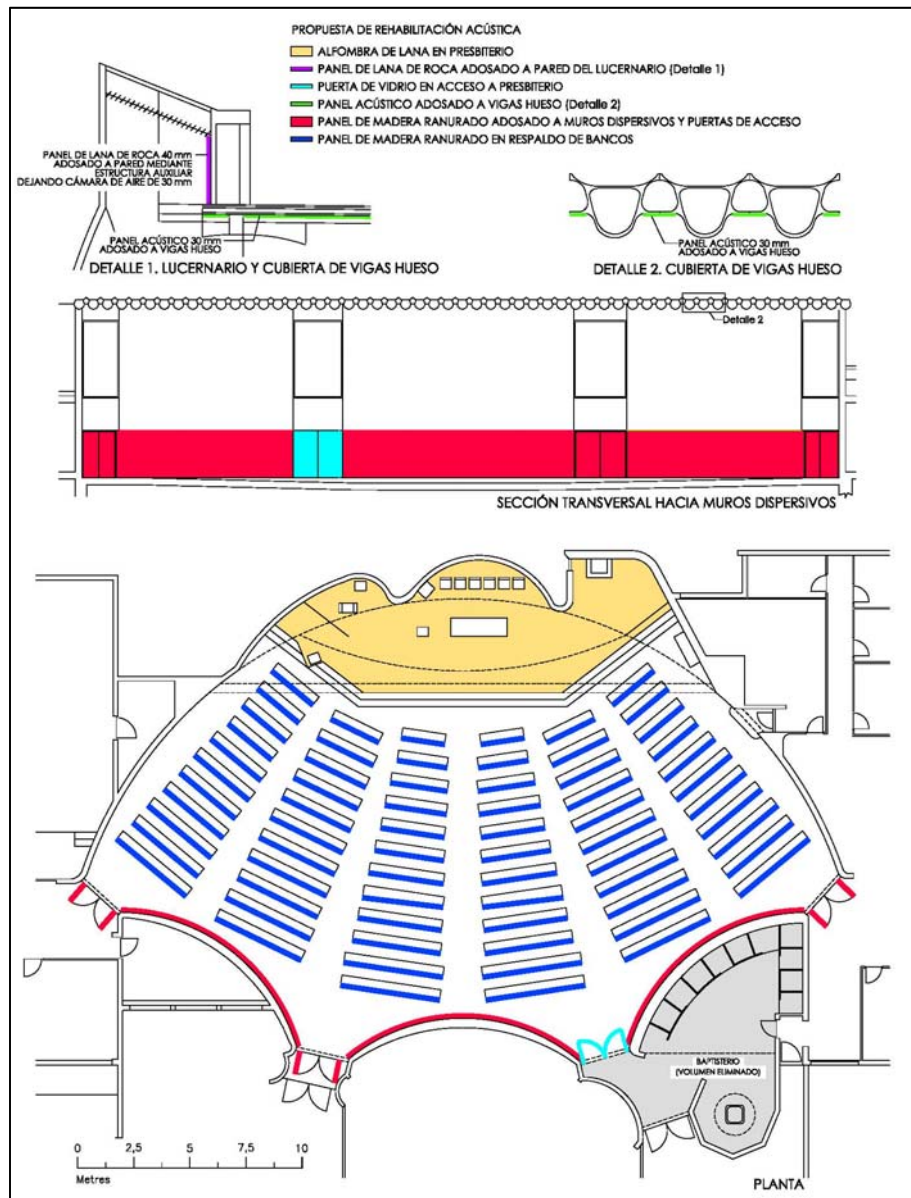 PROPUESTA DE REHABILITACIÓN ACÚSTICA
ALFOMBRA DE LANA EN PRESBITERIO
PANEL DE LANA DE ROCA ADOSADO A PARED DEL LUCERNARIO (Detalle 1)
PUERTA DE VIDRIO EN ACCESO A PRESBITERIO
PANEL ACÚSTICO ADOSADO A VIGAS HUESO (Detalle 2)
PANEL DE MADERA RANURADO ADOSADO A MUROS DISPERSIVOS Y PUERTAS DE ACCESO
PANEL DE MADERA RANURADO EN RESPALDO DE BANCOS
PANEL DE LANA DE ROCA 40 mm
ADOSADO A PARED MEDIANTE
ESTRUCTURA AUXILIAR
DEJANDO CÁMARA DE AIRE DE 30 mm
PANEL ACÚSTICO 30 mm
ADOSADO A VIGAS HUESO
DETALLE 1. LUCERNARIO Y CUBIERTA DE VIGAS HUESO
PANEL ACÚSTICO 30 mm
ADOSADO A VIGAS HUESO
DETALLE 2. CUBIERTA DE VIGAS HUESO
Detalle 2
SECCIÓN TRANSVERSAL HACIA MUROS DISPERSIVOS
BAPTISTERIO
(VOLUMEN ELIMINADO)
0 2,5 5 7,5 10
Metres
PLANTA